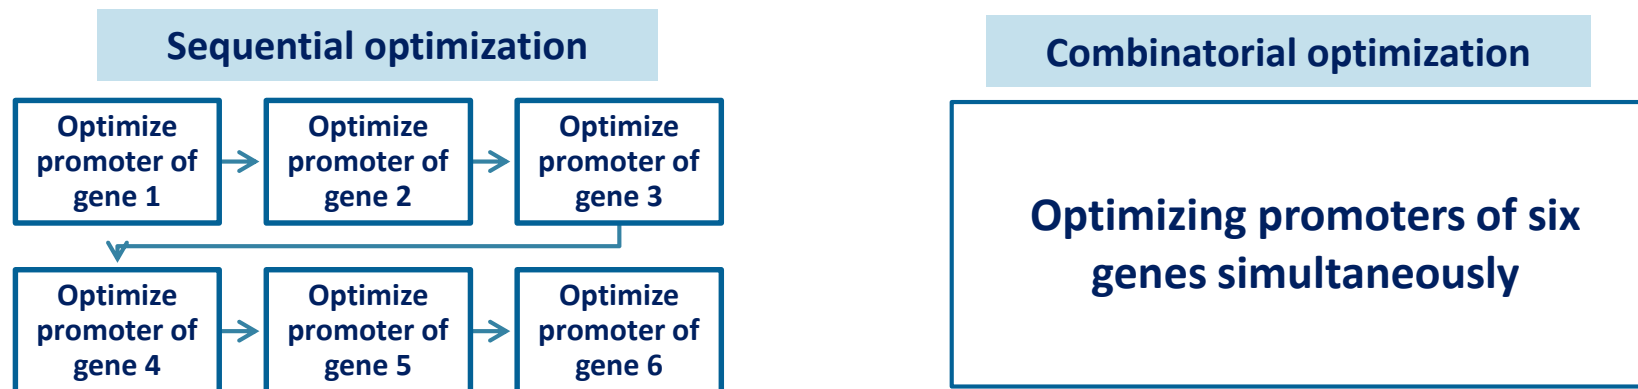 Sequential optimization
Combinatorial optimization
Optimize
promoter of
gene 1
Optimize
promoter of
gene 2
Optimize
promoter of
gene 3
Optimize
promoter of
gene 4
Optimize
promoter of
gene 5
Optimize
promoter of
gene 6
Optimizing promoters of six
genes simultaneously